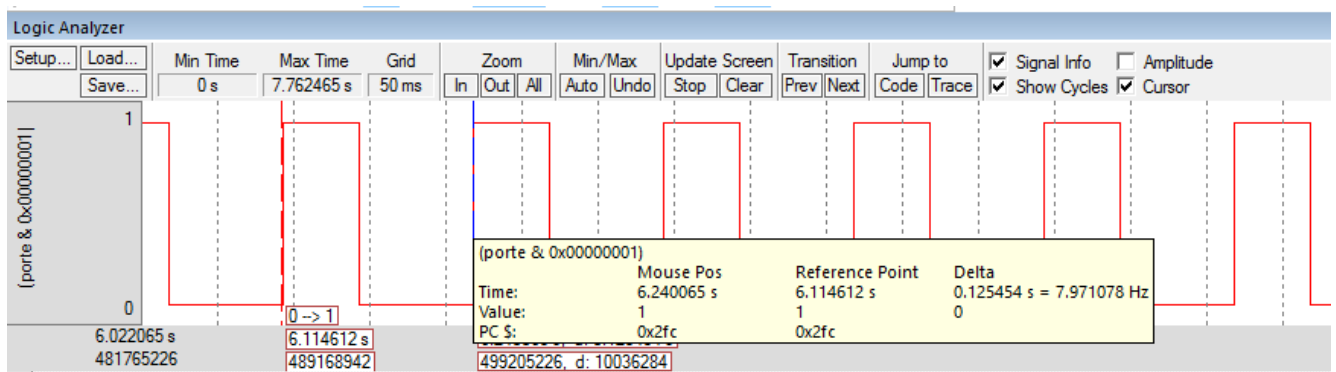 Logic Analyzer
Setup... Load... Min Time Max Time Grid Zoom Min/Max Update Screen Transition Jump to Signal Info Amplitude
Save... 0 s 7.762465 s 50 ms In Out All Auto Undo Stop Clear Prev Next Code Trace Show Cycles Cursor
(porte & 0x00000001)
1
0
(porte & 0x00000001)
Mouse Pos Reference Point Delta
Time: 6.240065 s 6.114612 s 0.125454 s = 7.971078 Hz
Value: 1 1 0
PC $: 0x2fc 0x2fc
0 --> 1
6.022065 s 6.114612 s
481765226 489168942 499205226, d: 10036284